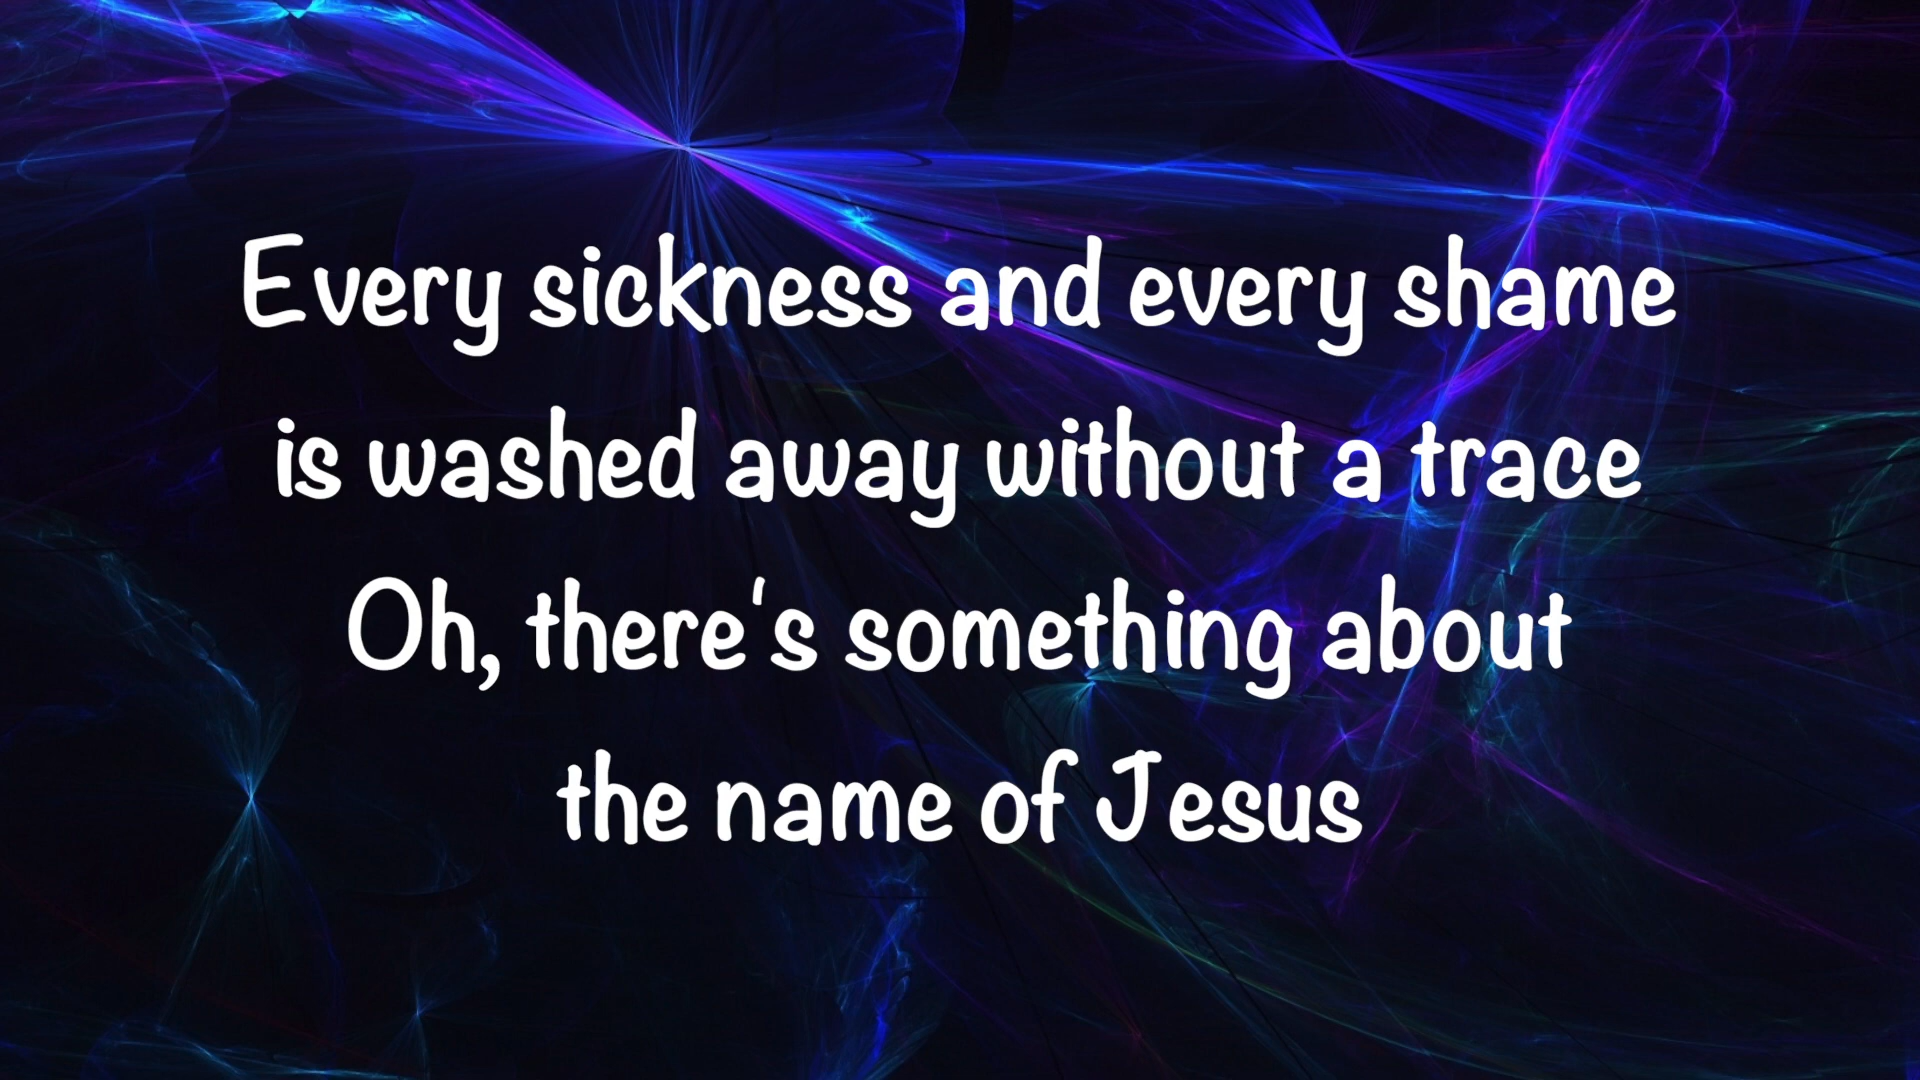 Every sickness and every shame
is washed away without a trace
Oh, there's something about
the name of Jesus